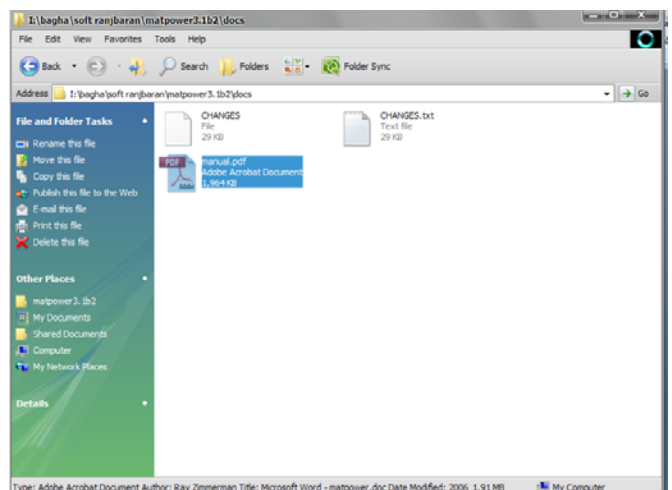 I:\bagha\soft ranjbaran\matpower3.1b2\docs
File Edit View Favorites Tools Help
Back Search Folders Folder Sync
Address I:\bagha\soft ranjbaran\matpower3.1b2\docs Go
File and Folder Tasks
Rename this file
Move this file
Copy this file
Publish this file to the Web
E-mail this file
Print this file
Delete this file
Other Places
matpower3.1b2
My Documents
Shared Documents
Computer
My Network Places
Details
CHANGES
File
29 KB
CHANGES.txt
Text file
29 KB
PDF
Adobe
manual.pdf
Adobe Acrobat Document
1,964 KB
Type: Adobe Acrobat Document Author: Ray Zimmerman Title: Microsoft Word - matpower.doc Date Modified: 2006 1.91 MB My Computer